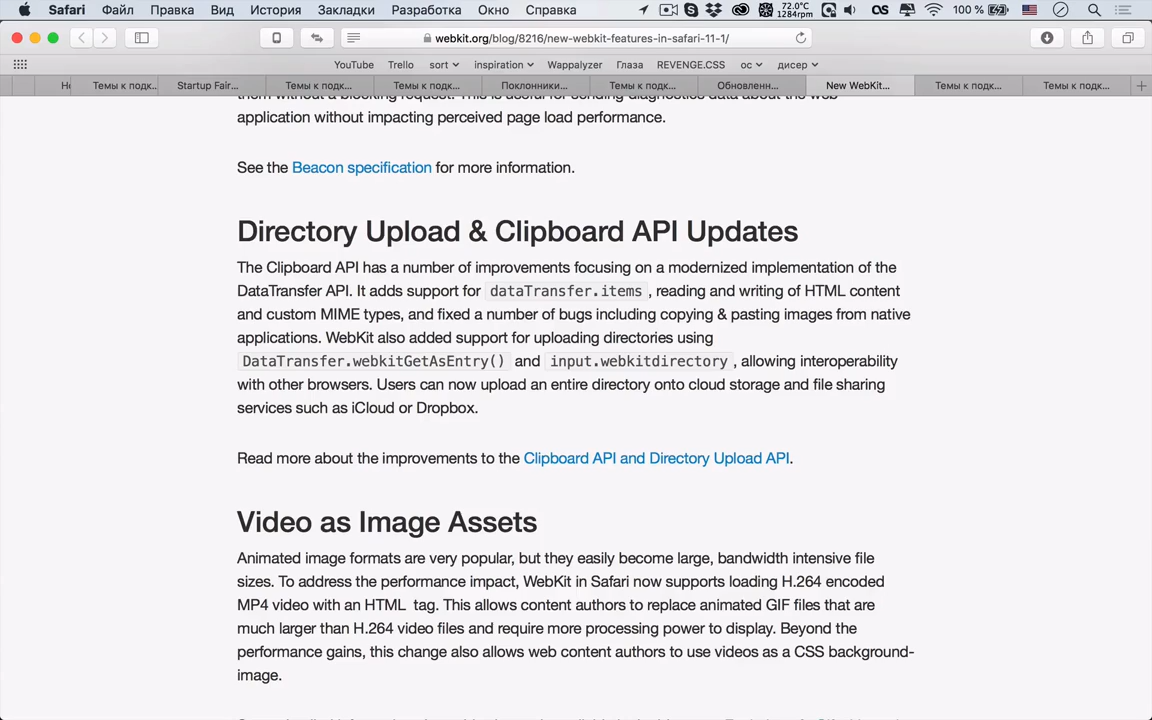 Safari Файл Правка Вид История Закладки Разработка Окно Справка 72.0°C 1284rpm 100 %
webkit.org/blog/8216/new-webkit-features-in-safari-11-1/
YouTube Trello sort inspiration Wappalyzer Глаза REVENGE.CSS ос дисер
Темы к подк... Startup Fair... Темы к подк... Темы к подк... Поклонники... Темы к подк... Обновленн... New WebKit... Темы к подк... Темы к подк...
application without impacting perceived page load performance.
See the Beacon specification for more information.
Directory Upload & Clipboard API Updates
The Clipboard API has a number of improvements focusing on a modernized implementation of the
DataTransfer API. It adds support for dataTransfer.items, reading and writing of HTML content
and custom MIME types, and fixed a number of bugs including copying & pasting images from native
applications. WebKit also added support for uploading directories using
DataTransfer.webkitGetAsEntry() and input.webkitdirectory, allowing interoperability
with other browsers. Users can now upload an entire directory onto cloud storage and file sharing
services such as iCloud or Dropbox.
Read more about the improvements to the Clipboard API and Directory Upload API.
Video as Image Assets
Animated image formats are very popular, but they easily become large, bandwidth intensive file
sizes. To address the performance impact, WebKit in Safari now supports loading H.264 encoded
MP4 video with an HTML tag. This allows content authors to replace animated GIF files that are
much larger than H.264 video files and require more processing power to display. Beyond the
performance gains, this change also allows web content authors to use videos as a CSS background-
image.